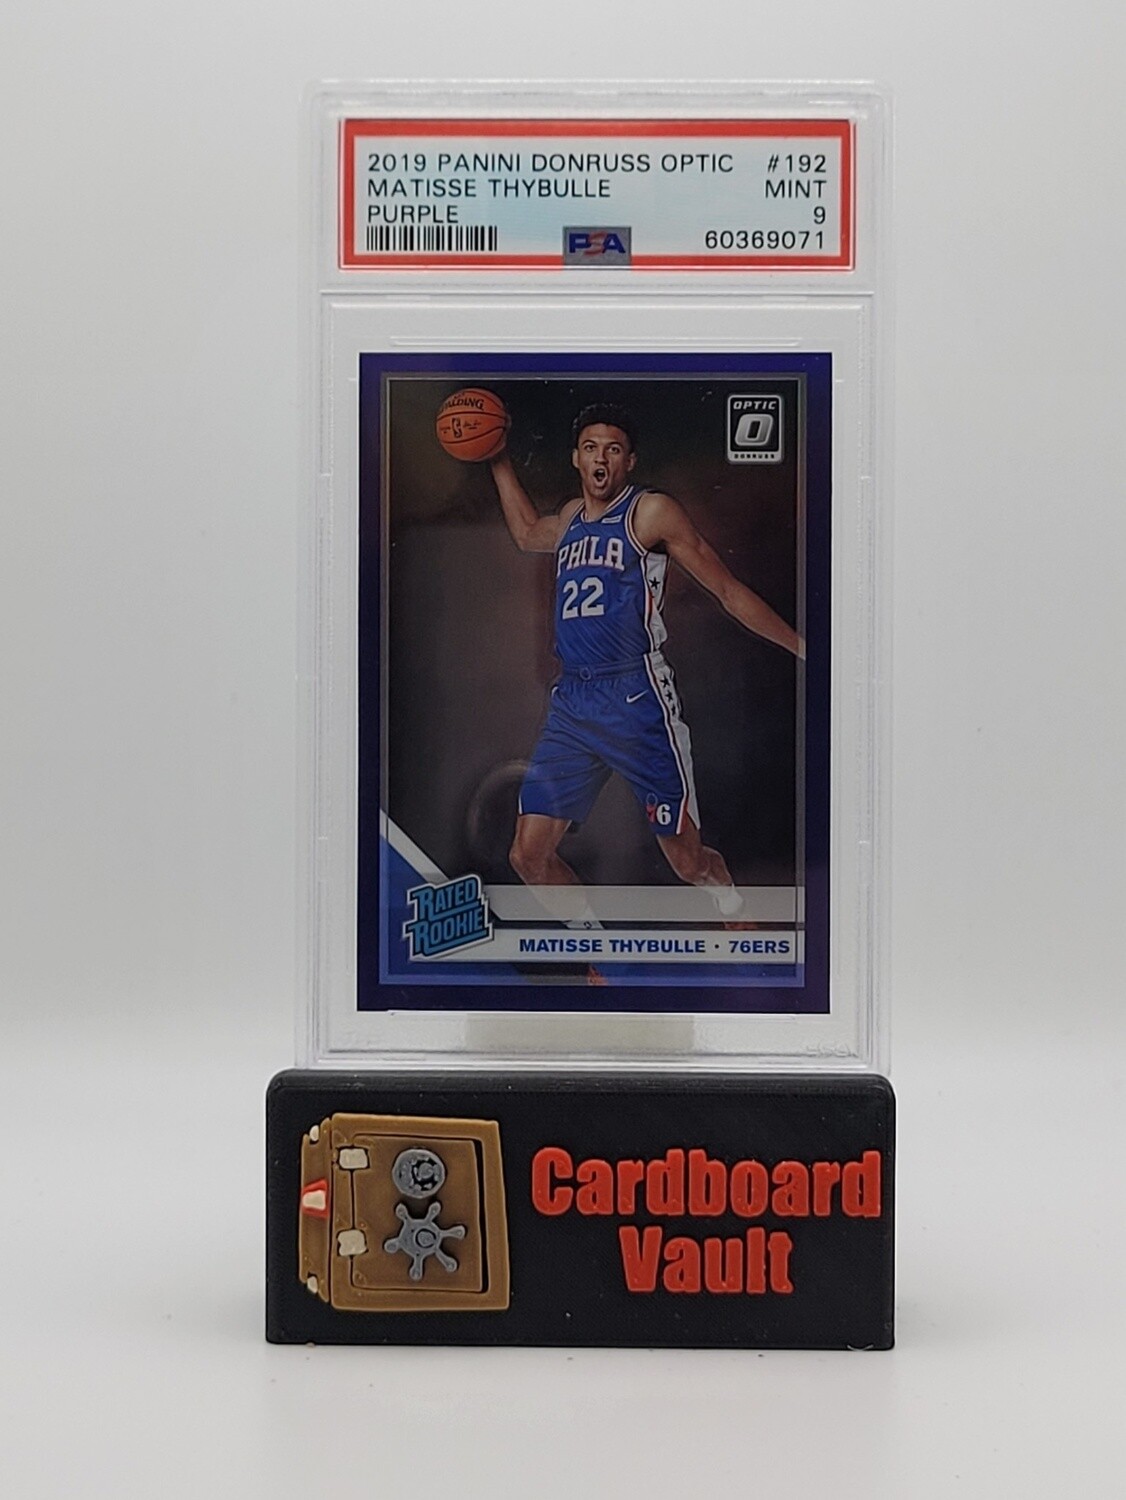 2019 PANINI DONRUSS OPTIC #192
MATISSE THYBULLE MINT
PURPLE 9
PSA 60369071
SPALDING
OPTIC
O
DONRUSS
PHILA
22
76
RATED
ROOKIE
MATISSE THYBULLE · 76ERS
Cardboard
Vault